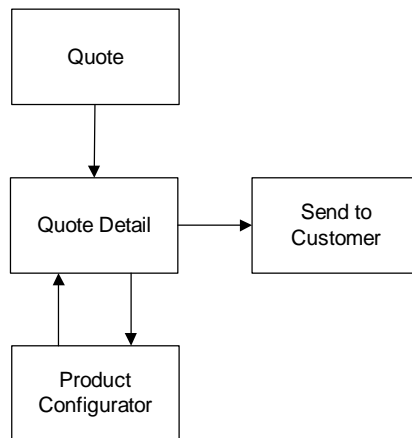 Quote
Quote Detail
Send to
Customer
Product
Configurator